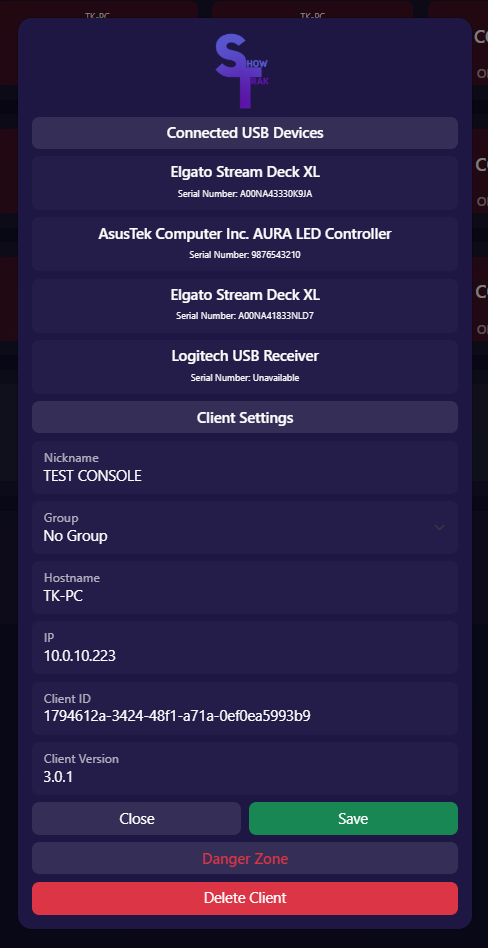 TK-PC
TK-PC
SHOW
TRAK
Connected USB Devices
Elgato Stream Deck XL
Serial Number: A00NA43330K9JA
AsusTek Computer Inc. AURA LED Controller
Serial Number: 9876543210
Elgato Stream Deck XL
Serial Number: A00NA41833NLD7
Logitech USB Receiver
Serial Number: Unavailable
Client Settings
Nickname
TEST CONSOLE
Group
No Group
Hostname
TK-PC
IP
10.0.10.223
Client ID
1794612a-3424-48f1-a71a-0ef0ea5993b9
Client Version
3.0.1
Close
Save
Danger Zone
Delete Client